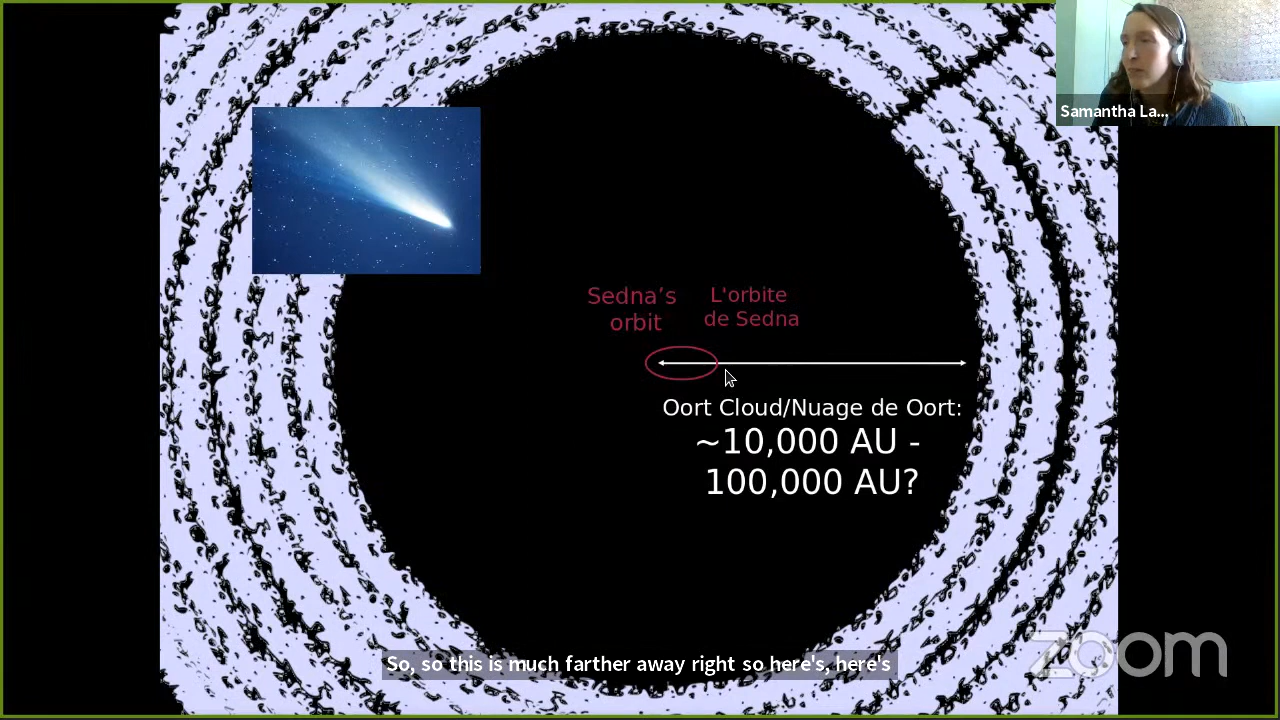 Samantha La...
Sedna’s
orbit
L'orbite
de Sedna
Oort Cloud/Nuage de Oort:
~10,000 AU -
100,000 AU?
So, so this is much farther away right so here's, here's
zoom